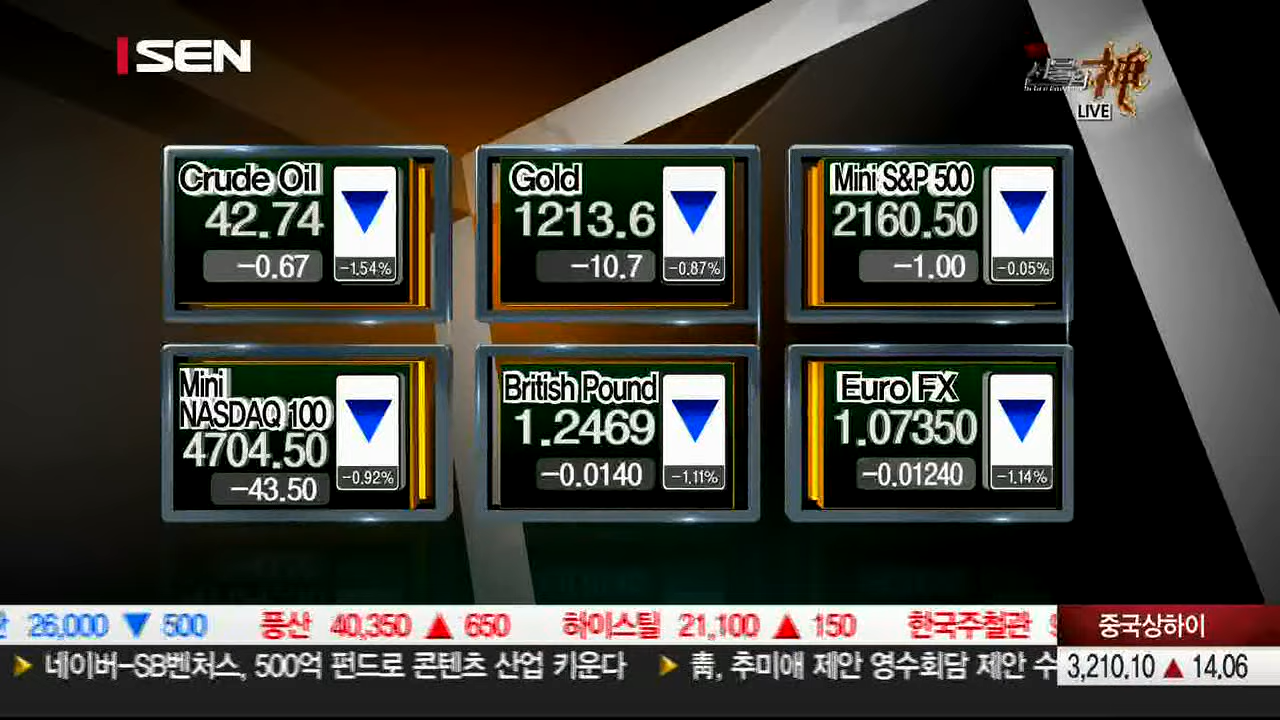 SEN
선물의 神
LIVE
Crude Oil
42.74
-0.67
-1.54%
Gold
1213.6
-10.7
-0.87%
Mini S&P 500
2160.50
-1.00
-0.05%
Mini
NASDAQ 100
4704.50
-43.50
-0.92%
British Pound
1.2469
-0.0140
-1.11%
Euro FX
1.07350
-0.01240
-1.14%
26,000 ▼ 500 풍산 40,350 ▲ 650 하이스틸 21,100 ▲ 150 한국주철관
중국상하이
네이버-SB벤처스, 500억 펀드로 콘텐츠 산업 키운다 靑, 추미애 제안 영수회담 제안 수
3,210.10 ▲ 14.06